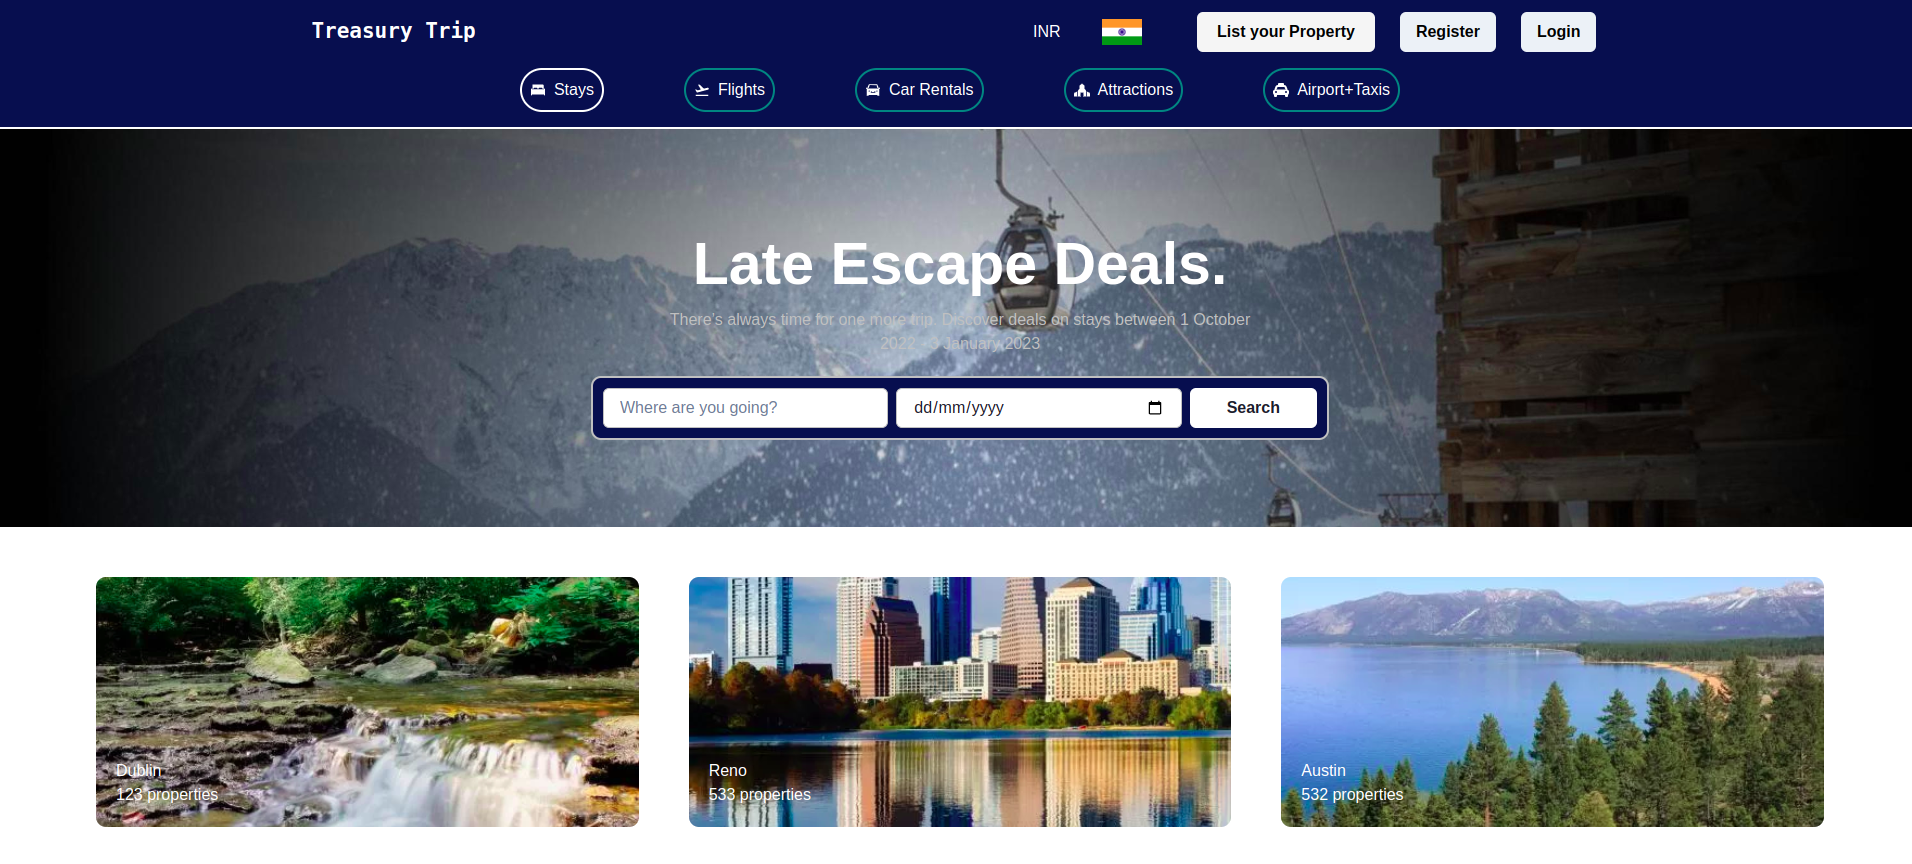 Treasury Trip
INR
List your Property
Register
Login
Stays
Flights
Car Rentals
Attractions
Airport+Taxis
Late Escape Deals.
There's always time for one more trip. Discover deals on stays between 1 October
2022 - 3 January 2023
Where are you going?
dd/mm/yyyy
Search
Dublin
123 properties
Reno
533 properties
Austin
532 properties